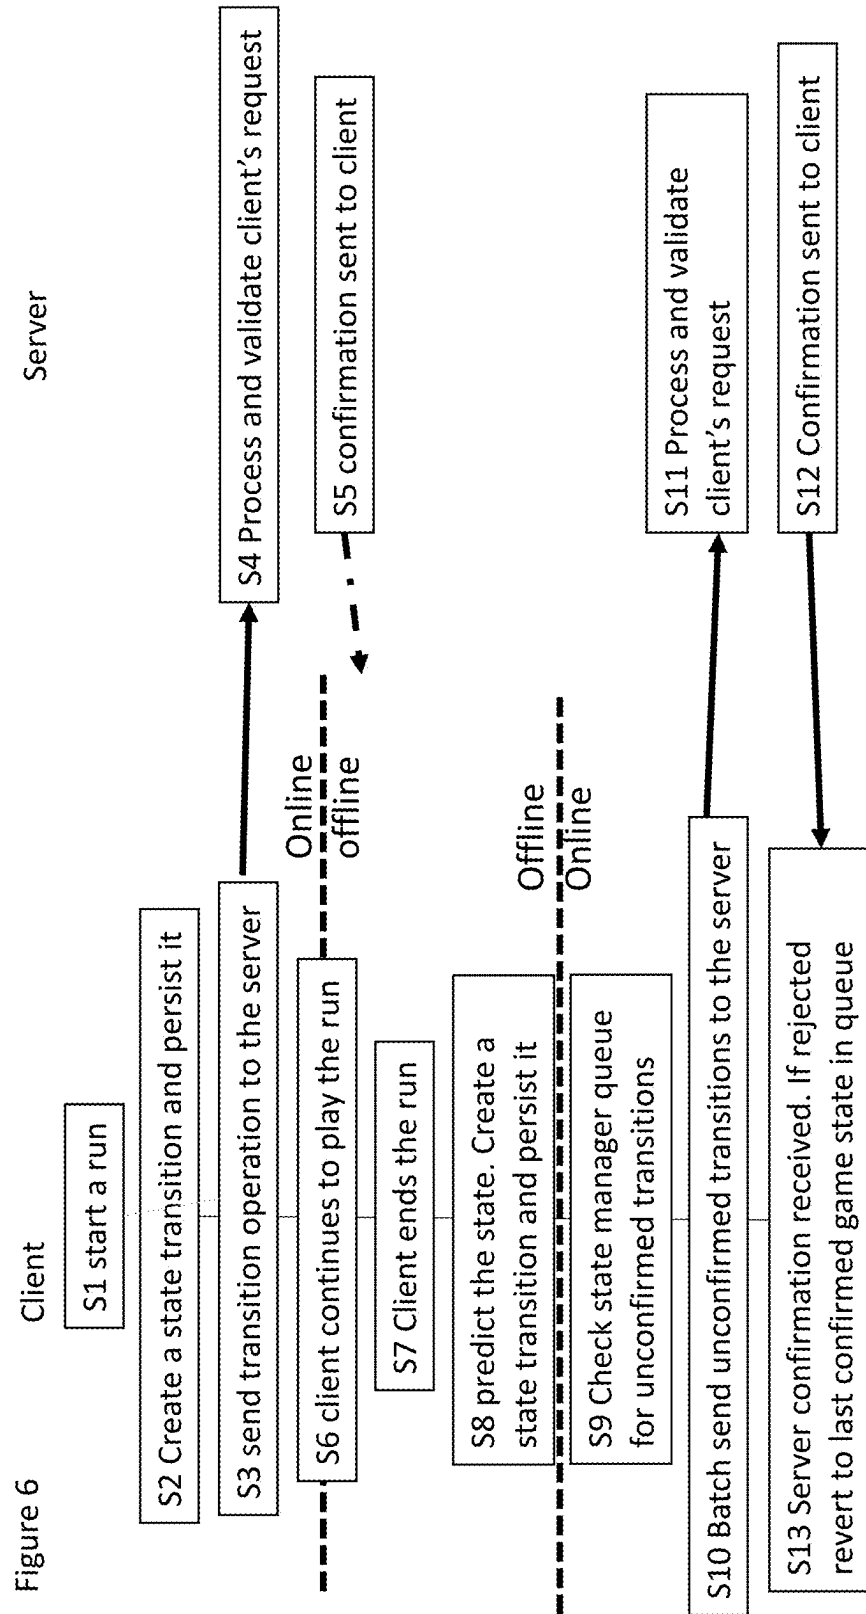 Figure 6
Client
Server
S1 start a run
S2 Create a state transition and persist it
S3 send transition operation to the server
S4 Process and validate client's request
Online
offline
S5 confirmation sent to client
S6 client continues to play the run
S7 Client ends the run
S8 predict the state. Create a
state transition and persist it
Offline
Online
S9 Check state manager queue
for unconfirmed transitions
S10 Batch send unconfirmed transitions to the server
S11 Process and validate
client's request
S12 Confirmation sent to client
S13 Server confirmation received. If rejected
revert to last confirmed game state in queue